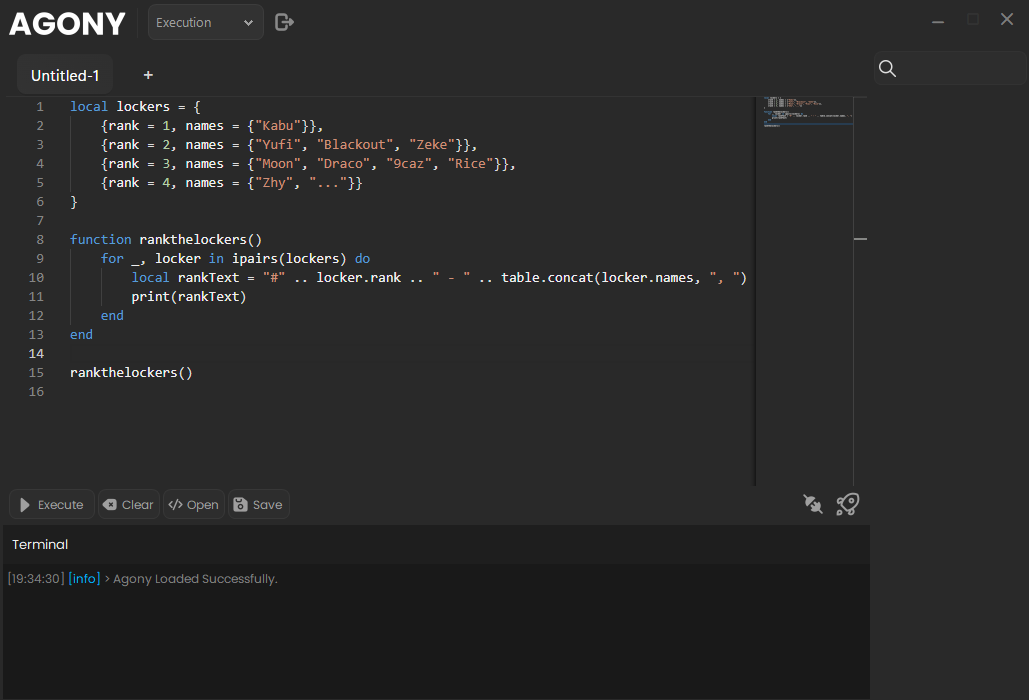 AGONY
Execution
Untitled-1 +
1 local lockers = {
2     {rank = 1, names = {"Kabu"}},
3     {rank = 2, names = {"Yufi", "Blackout", "Zeke"}},
4     {rank = 3, names = {"Moon", "Draco", "9caz", "Rice"}},
5     {rank = 4, names = {"Zhy", "..."}}
6 }
7
8 function rankthelockers()
9     for _, locker in ipairs(lockers) do
10         local rankText = "#" .. locker.rank .. " - " .. table.concat(locker.names, ", ")
11         print(rankText)
12     end
13 end
14
15 rankthelockers()
16
Execute Clear </> Open Save
Terminal
[19:34:30] [info] > Agony Loaded Successfully.